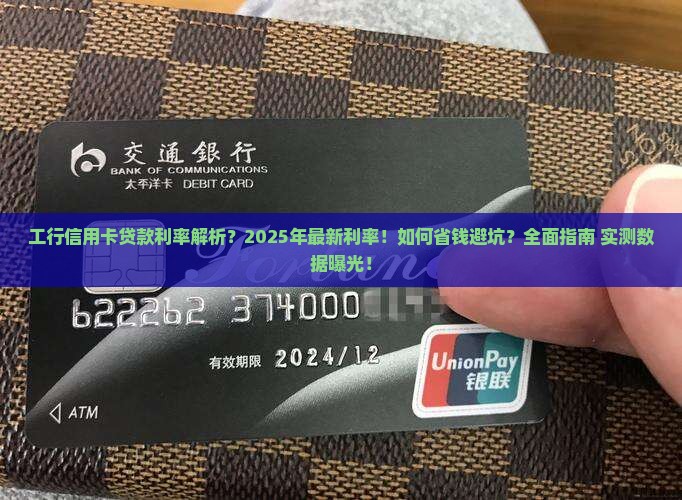 交通銀行
BANK OF COMMUNICATIONS
太平洋卡 DEBIT CARD
工行信用卡贷款利率解析？2025年最新利率！如何省钱避坑？全面指南 实测数
据曝光！
Fortune
622262 374000
有效期限 2024/12
UnionPay
银联
ATM